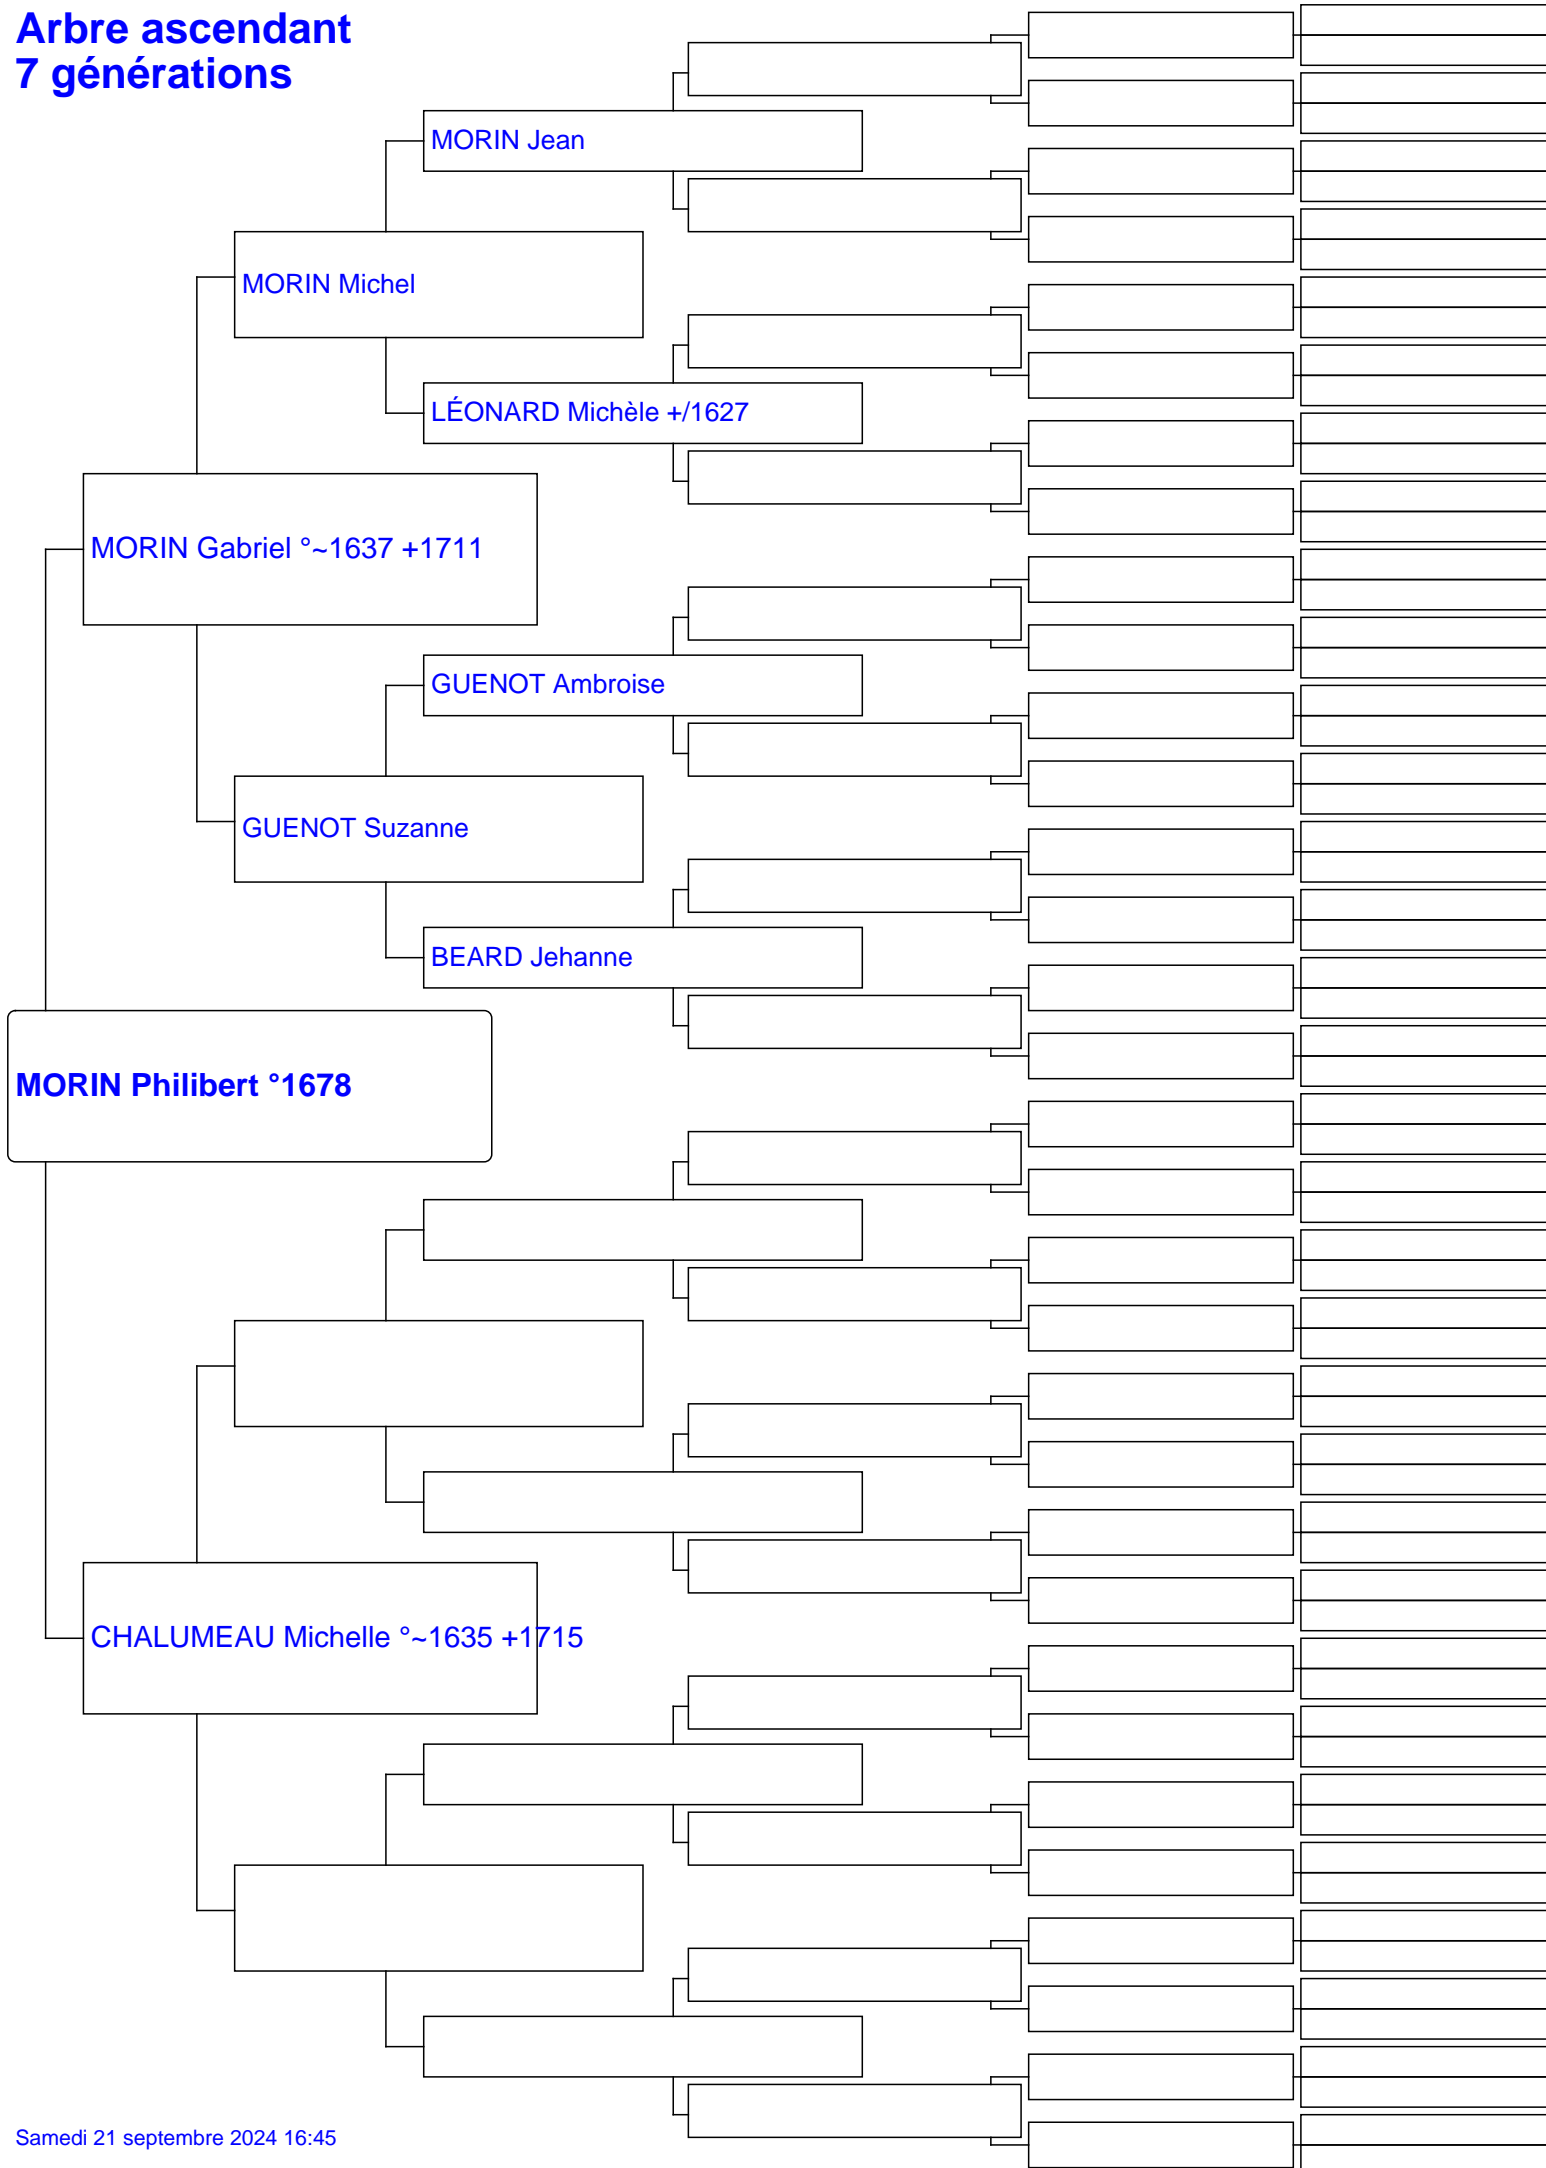 Arbre ascendant
7 générations
MORIN Jean
MORIN Michel
LÉONARD Michèle +/1627
MORIN Gabriel °~1637 +1711
GUENOT Ambroise
GUENOT Suzanne
BEARD Jehanne
MORIN Philibert °1678
CHALUMEAU Michelle °~1635 +1715
Samedi 21 septembre 2024 16:45